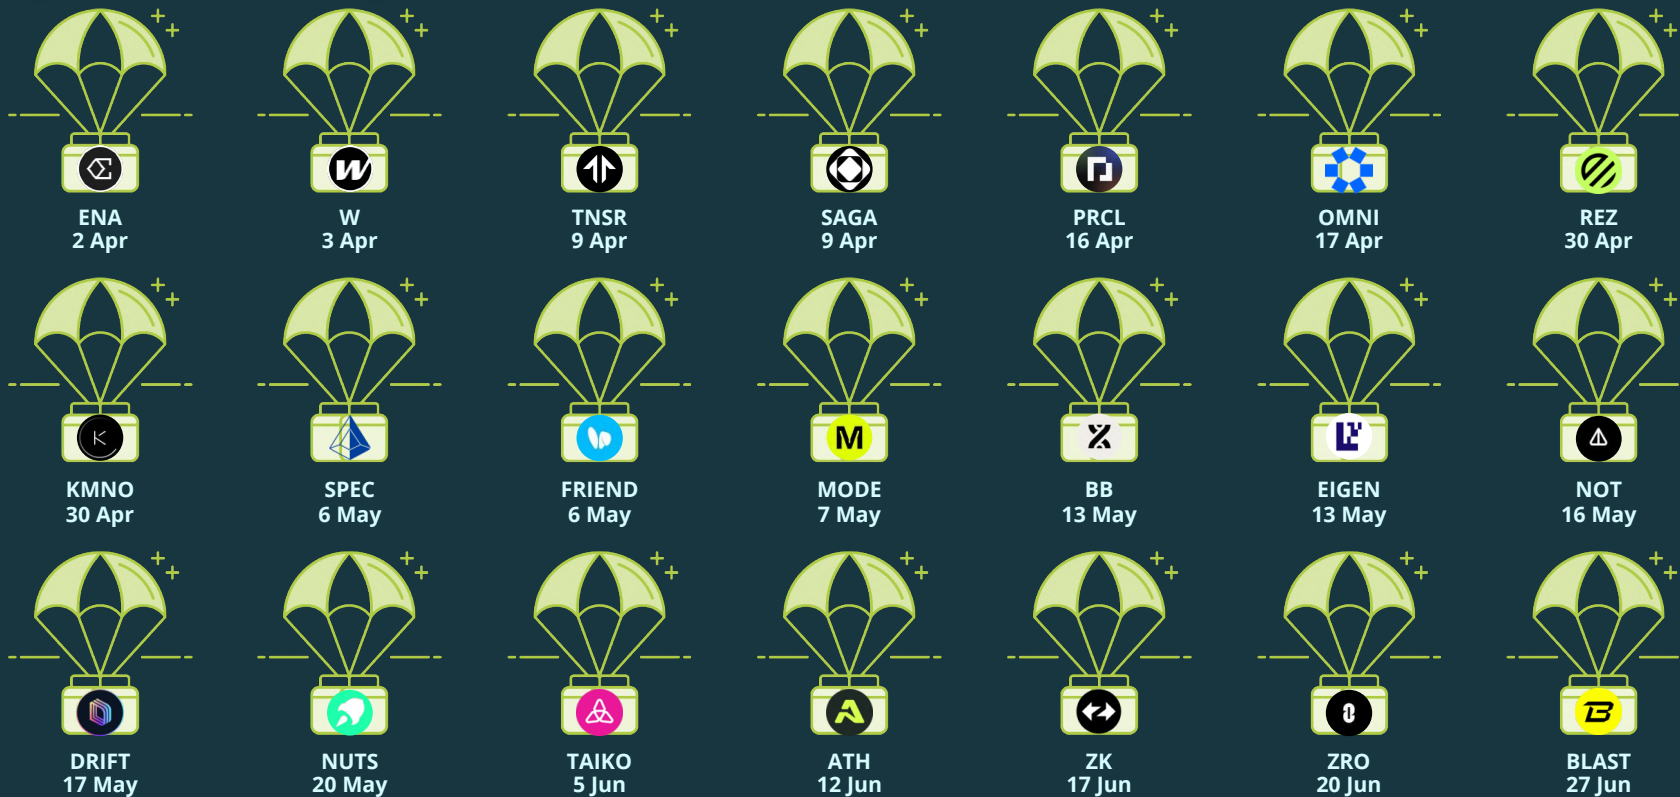 ENA
2 Apr
W
3 Apr
TNSR
9 Apr
SAGA
9 Apr
PRCL
16 Apr
OMNI
17 Apr
REZ
30 Apr
KMNO
30 Apr
SPEC
6 May
FRIEND
6 May
MODE
7 May
BB
13 May
EIGEN
13 May
NOT
16 May
DRIFT
17 May
NUTS
20 May
TAIKO
5 Jun
ATH
12 Jun
ZK
17 Jun
ZRO
20 Jun
BLAST
27 Jun